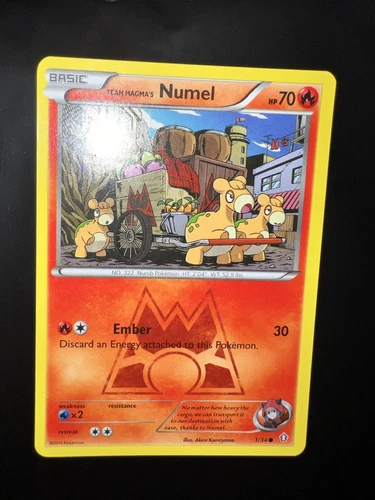 BASIC
TEAM MAGMA'S Numel HP 70
NO. 322 Numb Pokémon HT: 2'04" WT: 52.9 lbs
Ember 30
Discard an Energy attached to this Pokémon.
weakness resistance
×2
retreat
No matter how heavy the
cargo, we can transport it
to our destination with
ease, thanks to Numel.
©2015 Pokémon
Illus. Akira Komayama
1/34